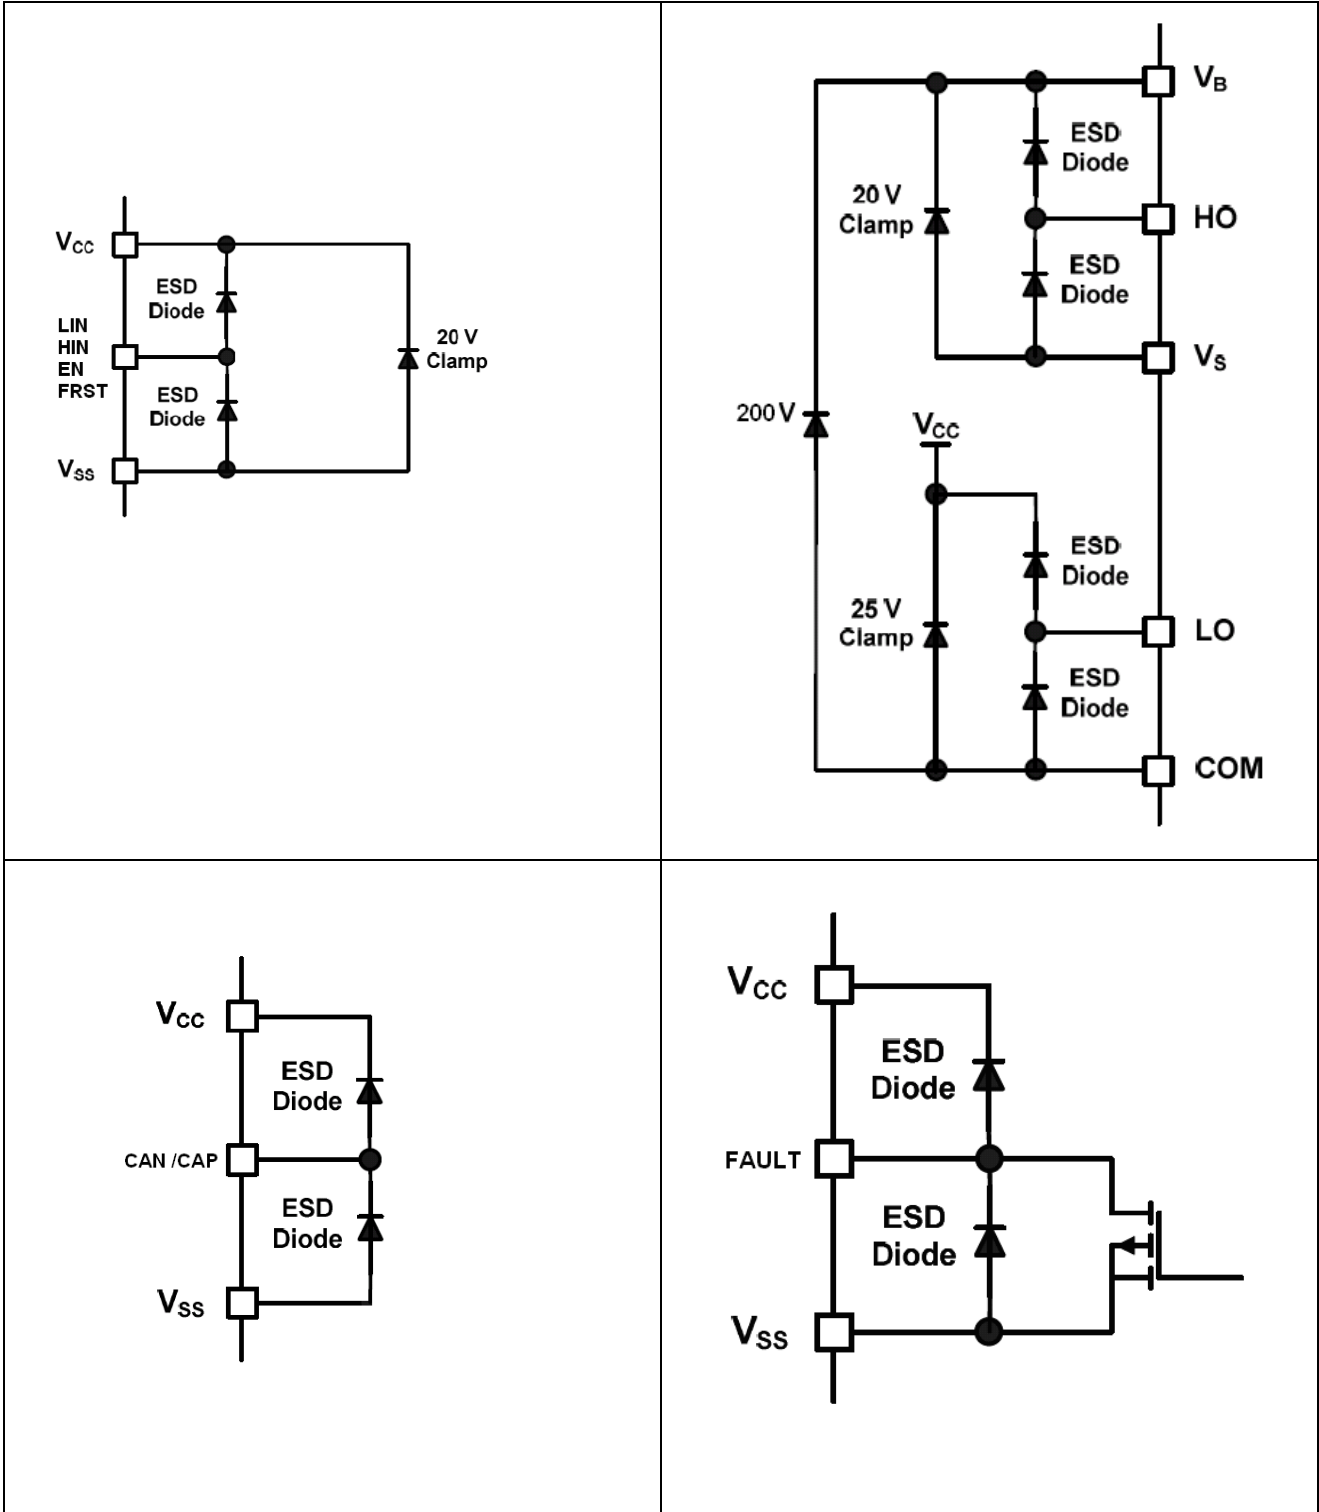 VCC
ESD
Diode
LIN
HIN
EN
FRST
20 V
Clamp
ESD
Diode
VSS
VB
ESD
Diode
20 V
Clamp
HO
ESD
Diode
VS
200 V
VCC
ESD
Diode
25 V
Clamp
LO
ESD
Diode
COM
VCC
ESD
Diode
CAN /CAP
ESD
Diode
VSS
VCC
ESD
Diode
FAULT
ESD
Diode
VSS